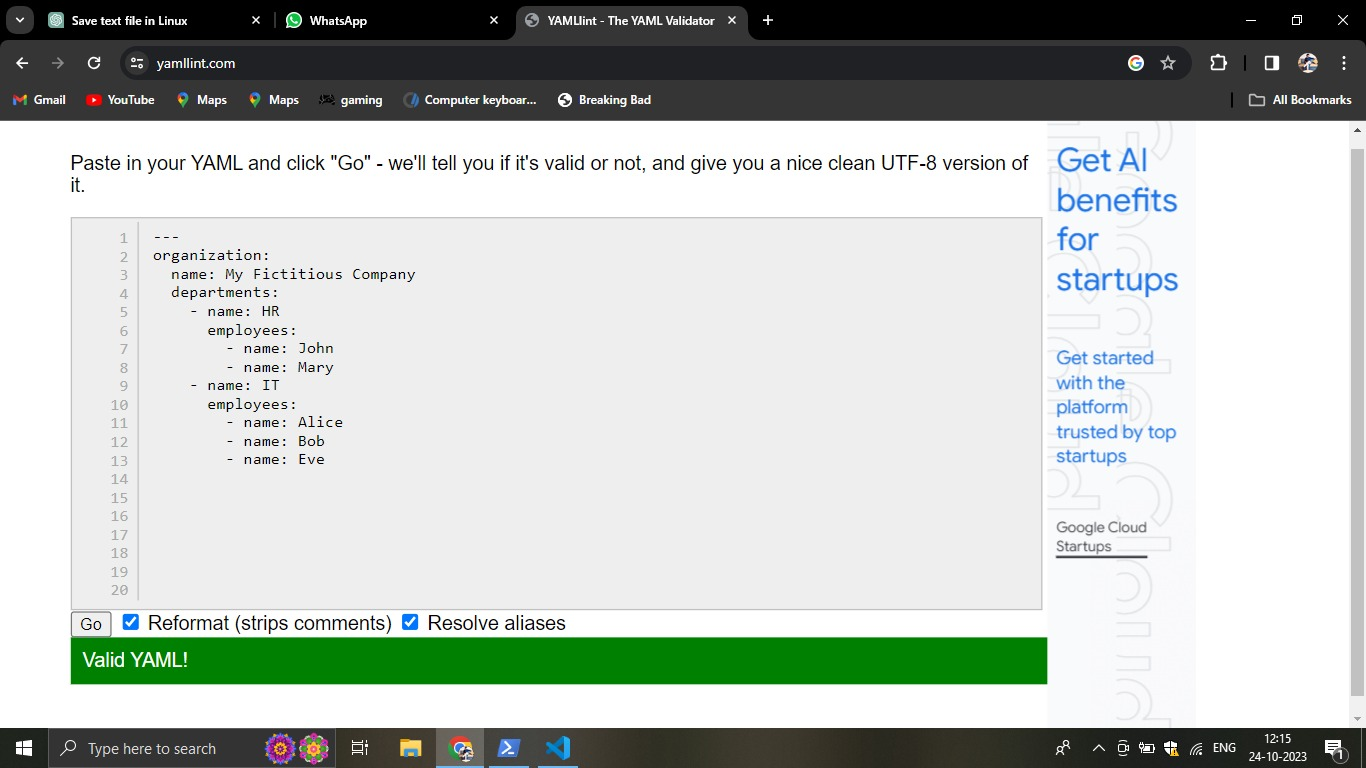 Save text file in Linux
WhatsApp
YAMLlint - The YAML Validator
yamllint.com
Gmail
YouTube
Maps
Maps
gaming
Computer keyboar...
Breaking Bad
All Bookmarks
Paste in your YAML and click "Go" - we'll tell you if it's valid or not, and give you a nice clean UTF-8 version of
it.
1 ---
2 organization:
3   name: My Fictitious Company
4   departments:
5     - name: HR
6       employees:
7         - name: John
8         - name: Mary
9     - name: IT
10       employees:
11         - name: Alice
12         - name: Bob
13         - name: Eve
14
15
16
17
18
19
20
Go
Reformat (strips comments)
Resolve aliases
Valid YAML!
Get AI
benefits
for
startups
Get started
with the
platform
trusted by top
startups
Google Cloud
Startups
Type here to search
ENG
12:15
24-10-2023
1